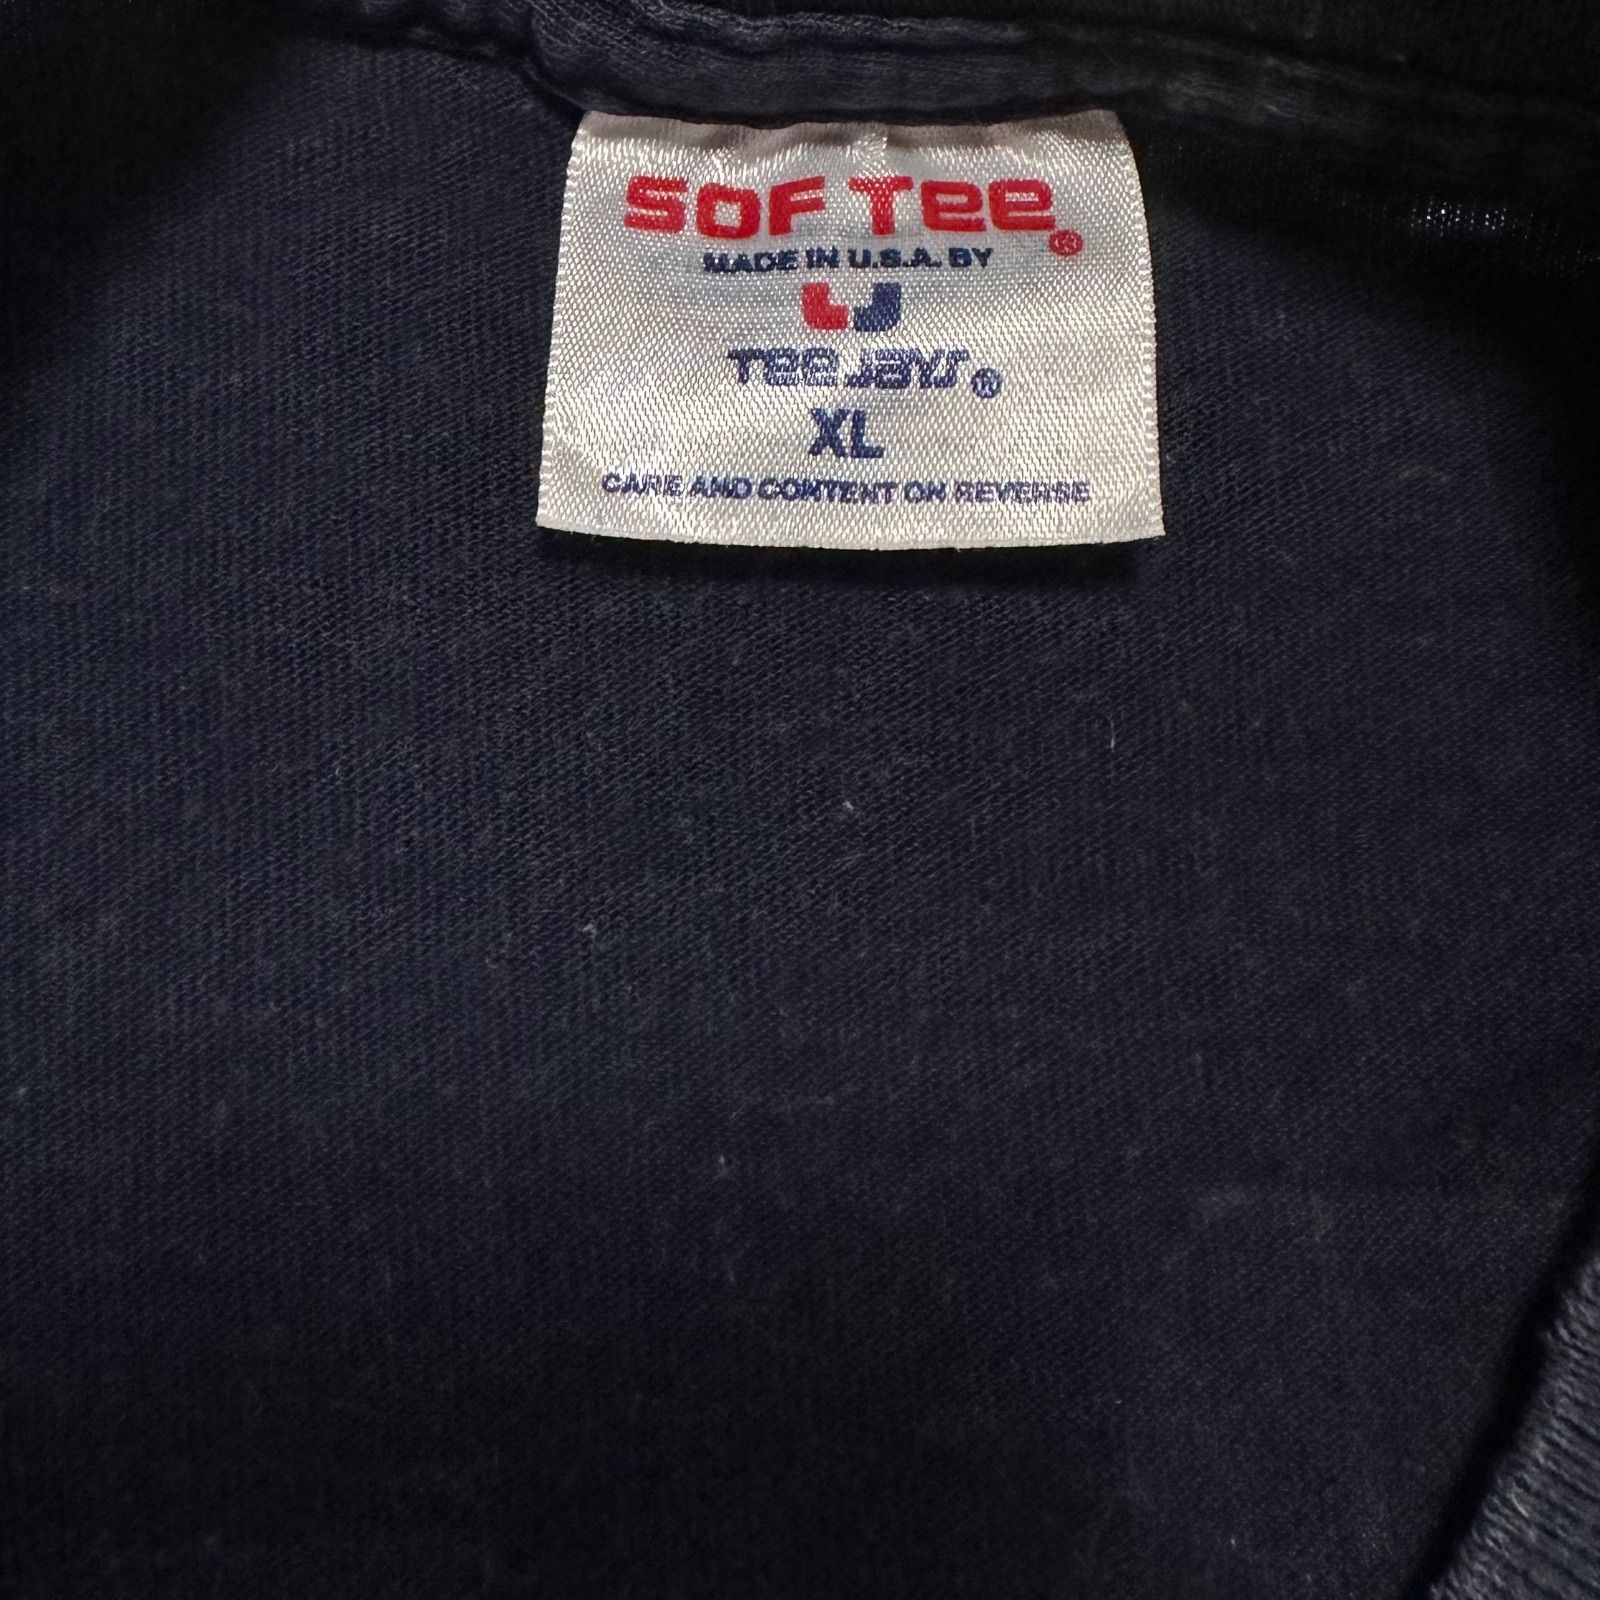 SOF TEE®
MADE IN U.S.A. BY
TEE JAYS®
XL
CARE AND CONTENT ON REVERSE